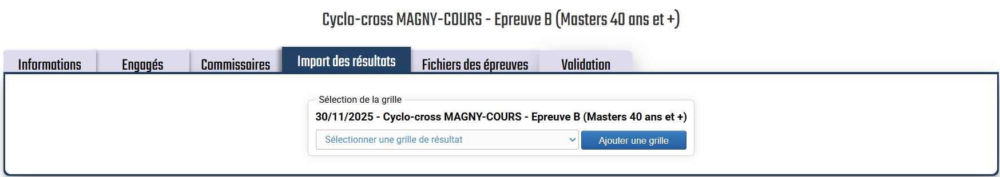 Cyclo-cross MAGNY-COURS - Epreuve B (Masters 40 ans et +)
Informations Engagés Commissaires Import des résultats Fichiers des épreuves Validation
Sélection de la grille
30/11/2025 - Cyclo-cross MAGNY-COURS - Epreuve B (Masters 40 ans et +)
Sélectionner une grille de résultat Ajouter une grille